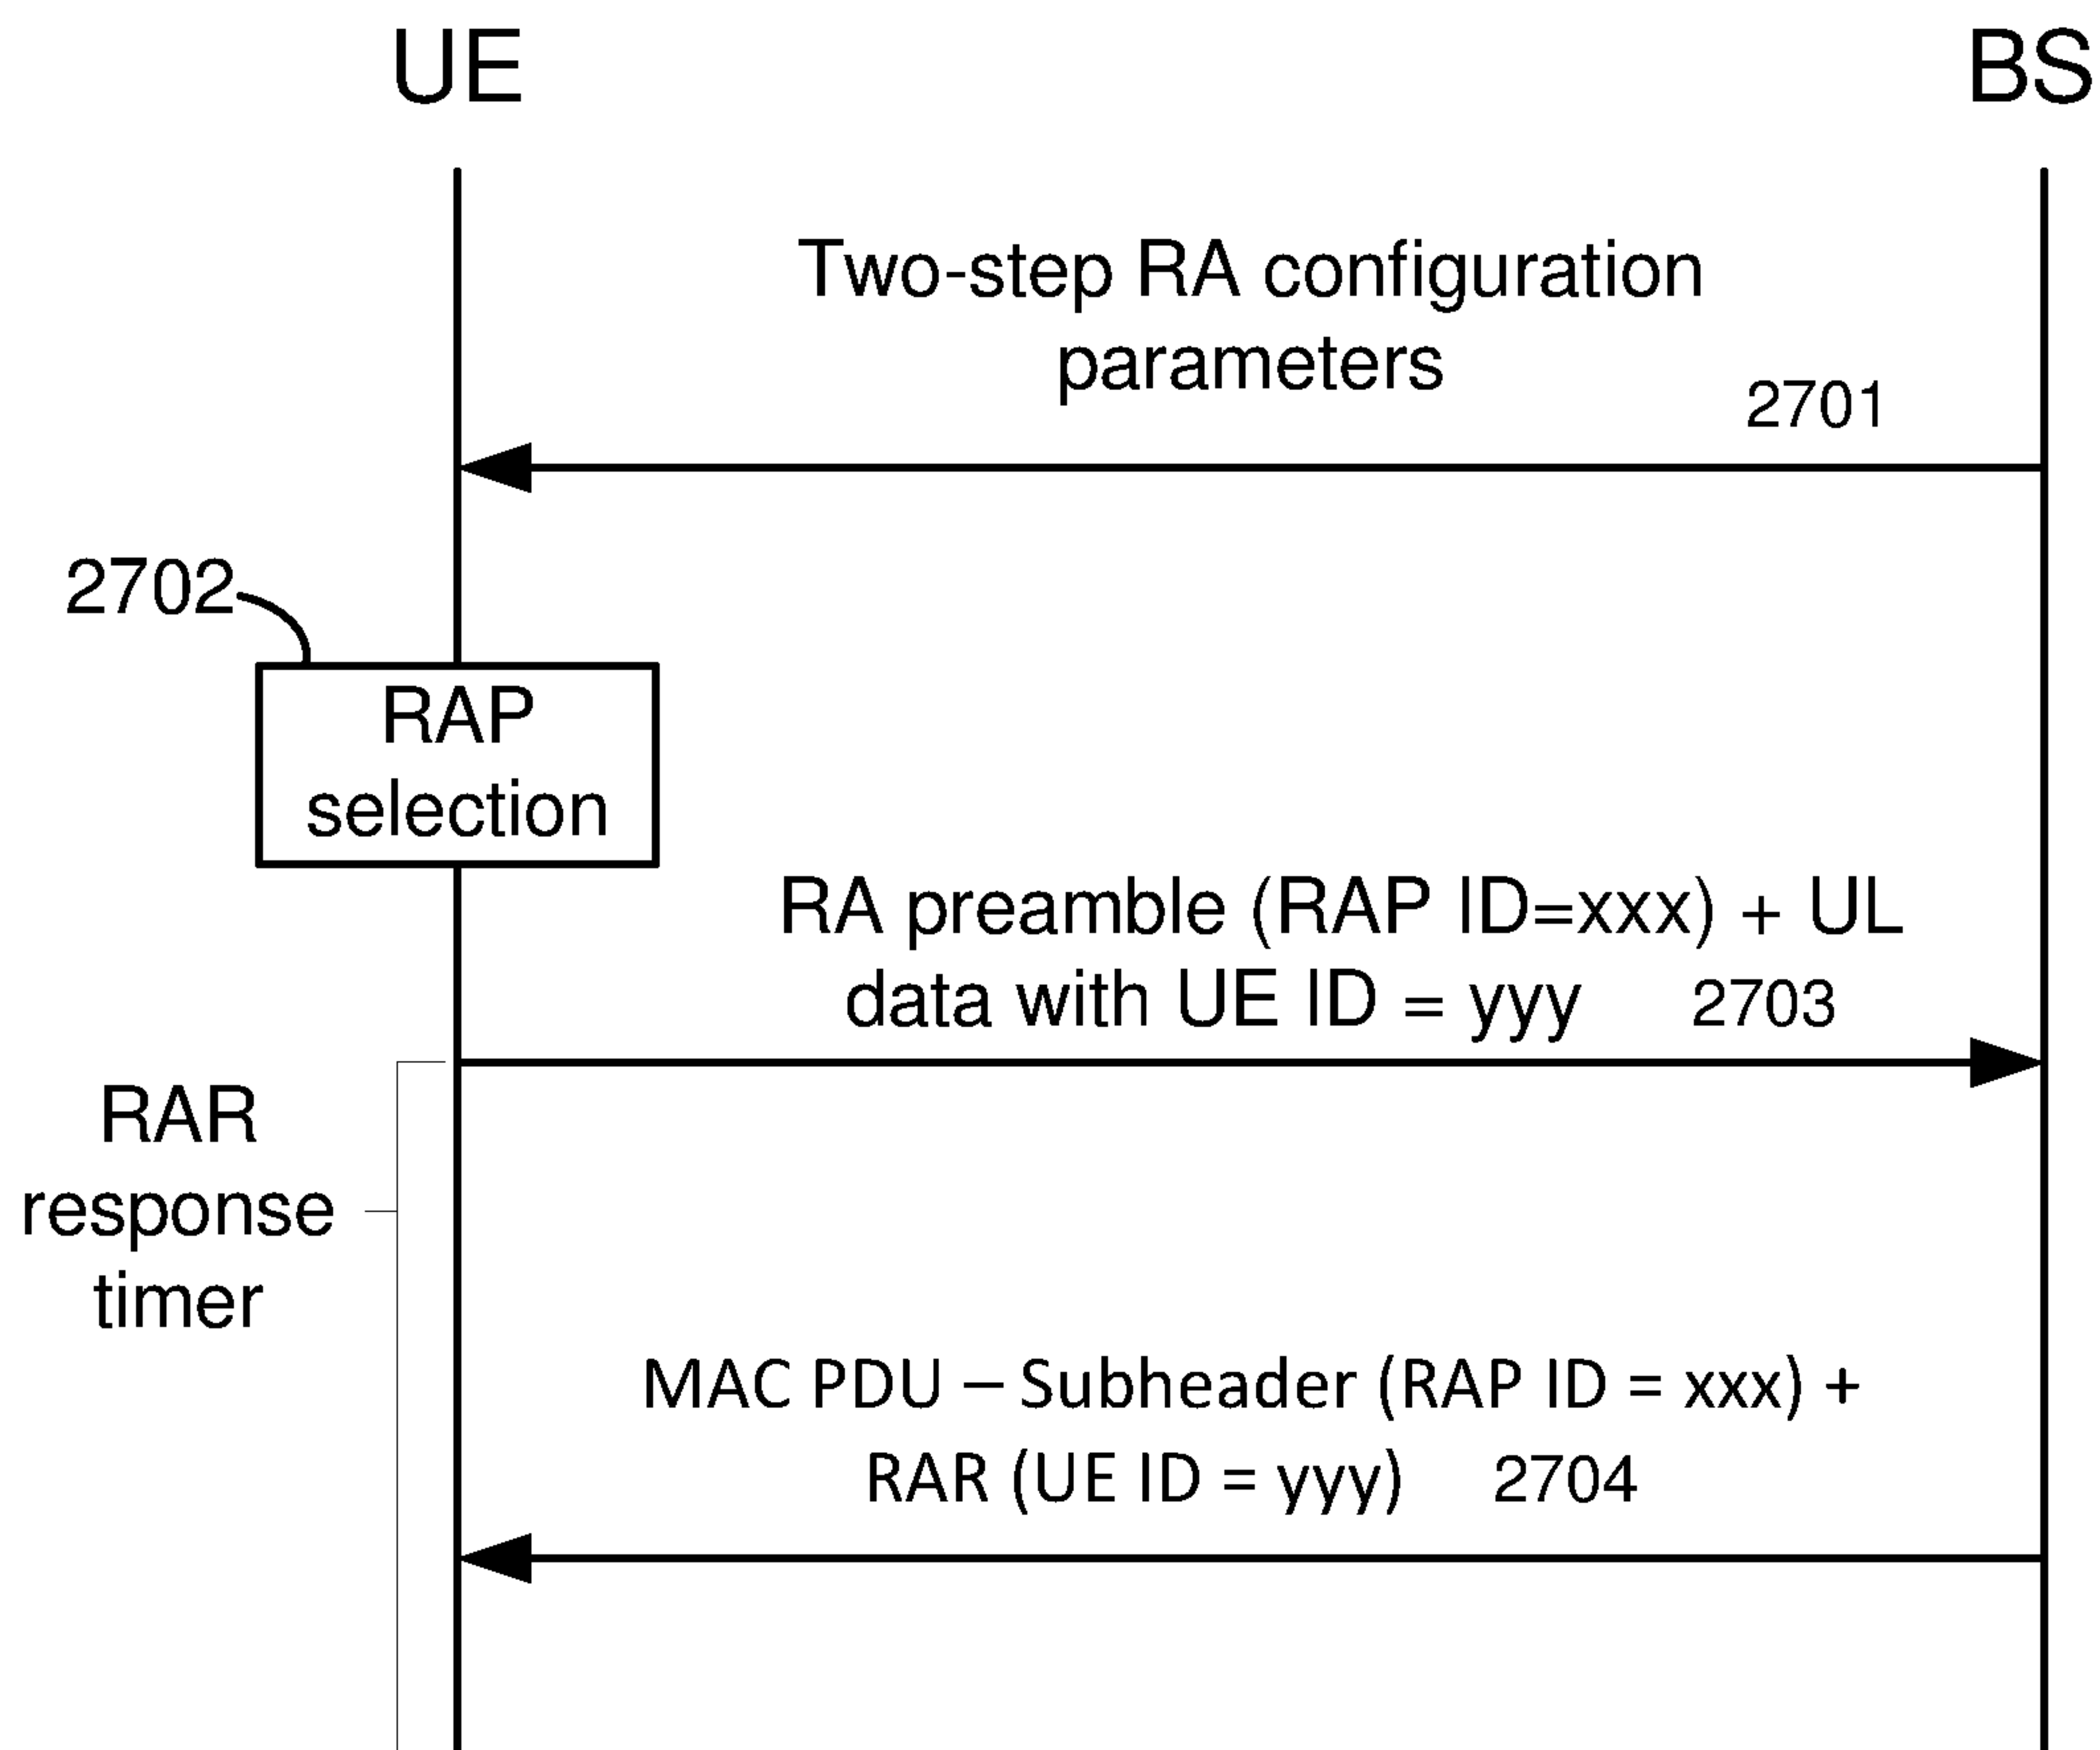 UE
BS
Two-step RA configuration
parameters
2701
2702
RAP
selection
RA preamble (RAP ID=xxx) + UL
data with UE ID = yyy 2703
RAR
response
timer
MAC PDU – Subheader (RAP ID = xxx) +
RAR (UE ID = yyy) 2704